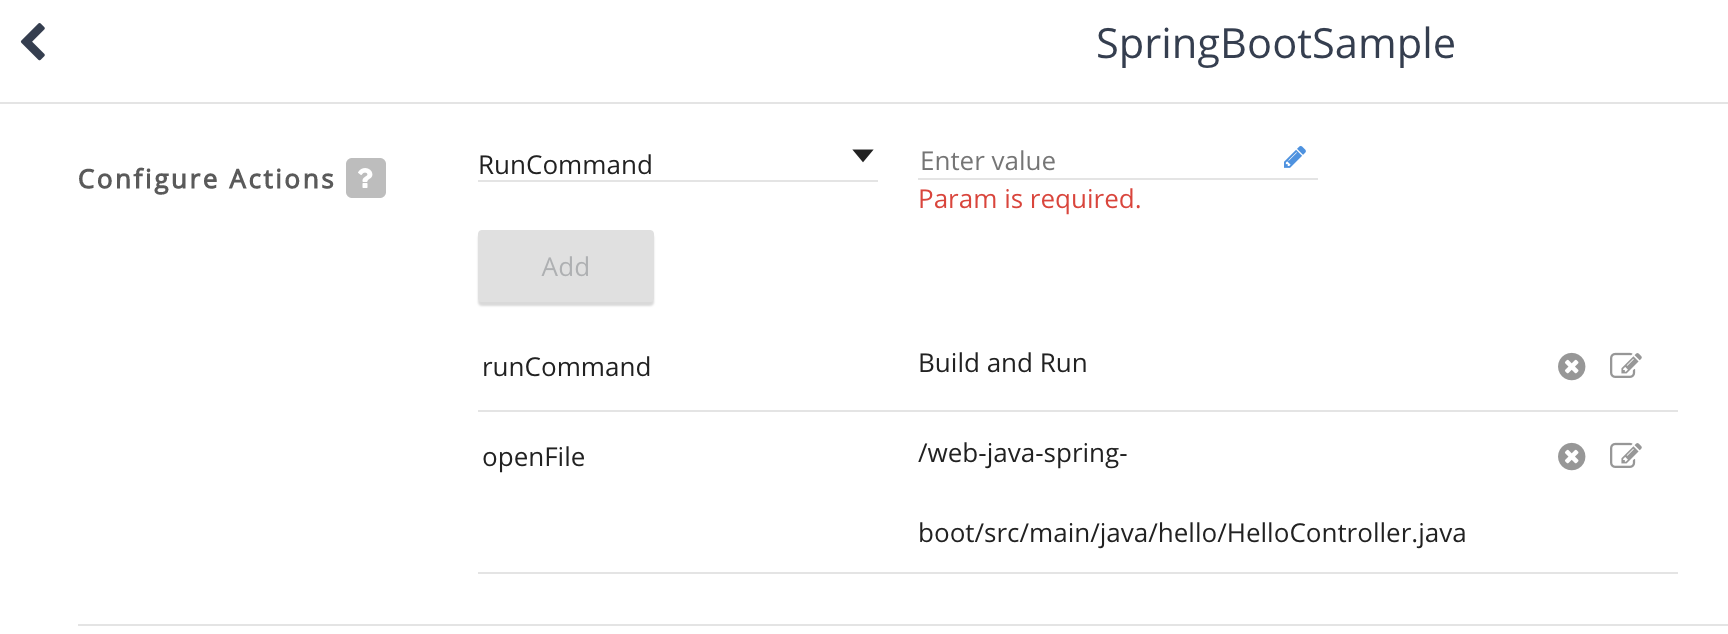 SpringBootSample
Configure Actions ?
RunCommand
Enter value
Param is required.
Add
runCommand
Build and Run
openFile
/web-java-spring-
boot/src/main/java/hello/HelloController.java